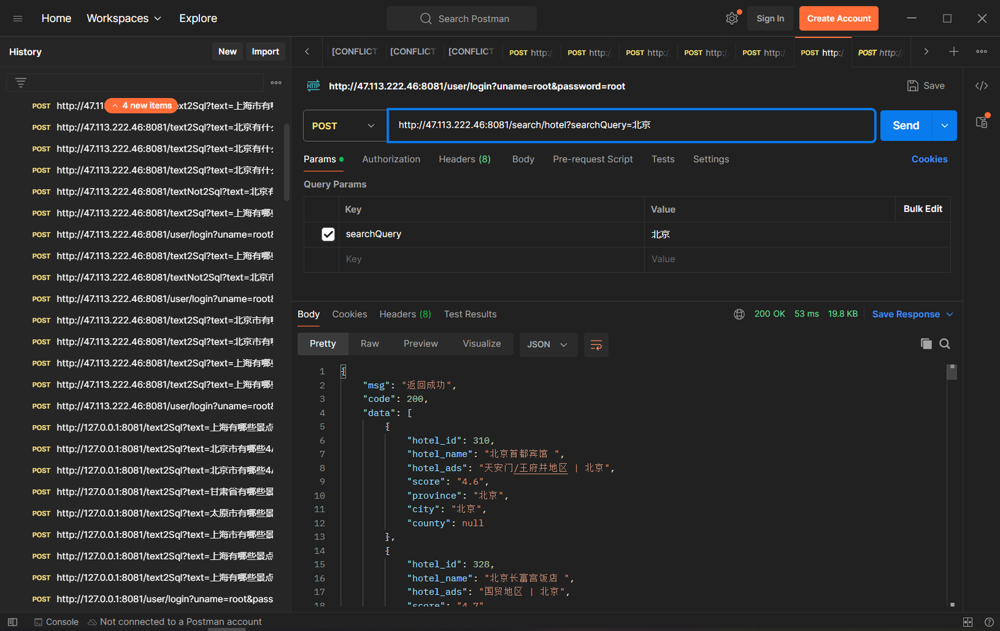 Home
Workspaces
Explore
Search Postman
Sign In
Create Account
History
New
Import
[CONFLICT
[CONFLICT
[CONFLICT
POST http:/
POST http:/
POST http:/
POST http:/
POST http:/
POST http:/
POST http:/
HTTP
http://47.113.222.46:8081/user/login?uname=root&password=root
Save
POST
http://47.113.222.46:8081/search/hotel?searchQuery=北京
Send
Params
Authorization
Headers (8)
Body
Pre-request Script
Tests
Settings
Cookies
Query Params
Key
Value
Bulk Edit
searchQuery
北京
Key
Value
4 new items
POST http://47.11
ext2Sql?text=上海市有
POST http://47.113.222.46:8081/text2Sql?text=北京有什
POST http://47.113.222.46:8081/text2Sql?text=北京有什
POST http://47.113.222.46:8081/text2Sql?text=北京有什
POST http://47.113.222.46:8081/textNot2Sql?text=北京有
POST http://47.113.222.46:8081/text2Sql?text=上海有哪些
POST http://47.113.222.46:8081/user/login?uname=root&
POST http://47.113.222.46:8081/text2Sql?text=上海有哪些
POST http://47.113.222.46:8081/textNot2Sql?text=北京市
POST http://47.113.222.46:8081/user/login?uname=root&
POST http://47.113.222.46:8081/text2Sql?text=北京市有
POST http://47.113.222.46:8081/text2Sql?text=北京市有
POST http://47.113.222.46:8081/text2Sql?text=上海有哪些
POST http://47.113.222.46:8081/text2Sql?text=上海有哪些
POST http://47.113.222.46:8081/user/login?uname=root&
POST http://127.0.0.1:8081/text2Sql?text=上海有哪些景点
POST http://127.0.0.1:8081/text2Sql?text=北京市有哪些4A
POST http://127.0.0.1:8081/text2Sql?text=北京市有哪些4A
POST http://127.0.0.1:8081/text2Sql?text=甘肃省有哪些景
POST http://127.0.0.1:8081/text2Sql?text=太原市有哪些景
POST http://127.0.0.1:8081/text2Sql?text=上海市有哪些景
POST http://127.0.0.1:8081/text2Sql?text=上海有哪些景点
POST http://127.0.0.1:8081/text2Sql?text=上海有哪些景点
POST http://127.0.0.1:8081/user/login?uname=root&pass
Body
Cookies
Headers (8)
Test Results
200 OK
53 ms
19.8 KB
Save Response
Pretty
Raw
Preview
Visualize
JSON
1 {
2 "msg": "返回成功",
3 "code": 200,
4 "data": [
5 {
6 "hotel_id": 310,
7 "hotel_name": "北京首都宾馆 ",
8 "hotel_ads": "天安门/王府井地区 | 北京",
9 "score": "4.6",
10 "province": "北京",
11 "city": "北京",
12 "county": null
13 },
14 {
15 "hotel_id": 328,
16 "hotel_name": "北京长富宫饭店 ",
17 "hotel_ads": "国贸地区 | 北京",
18 "score": "4.7"
Console
Not connected to a Postman account